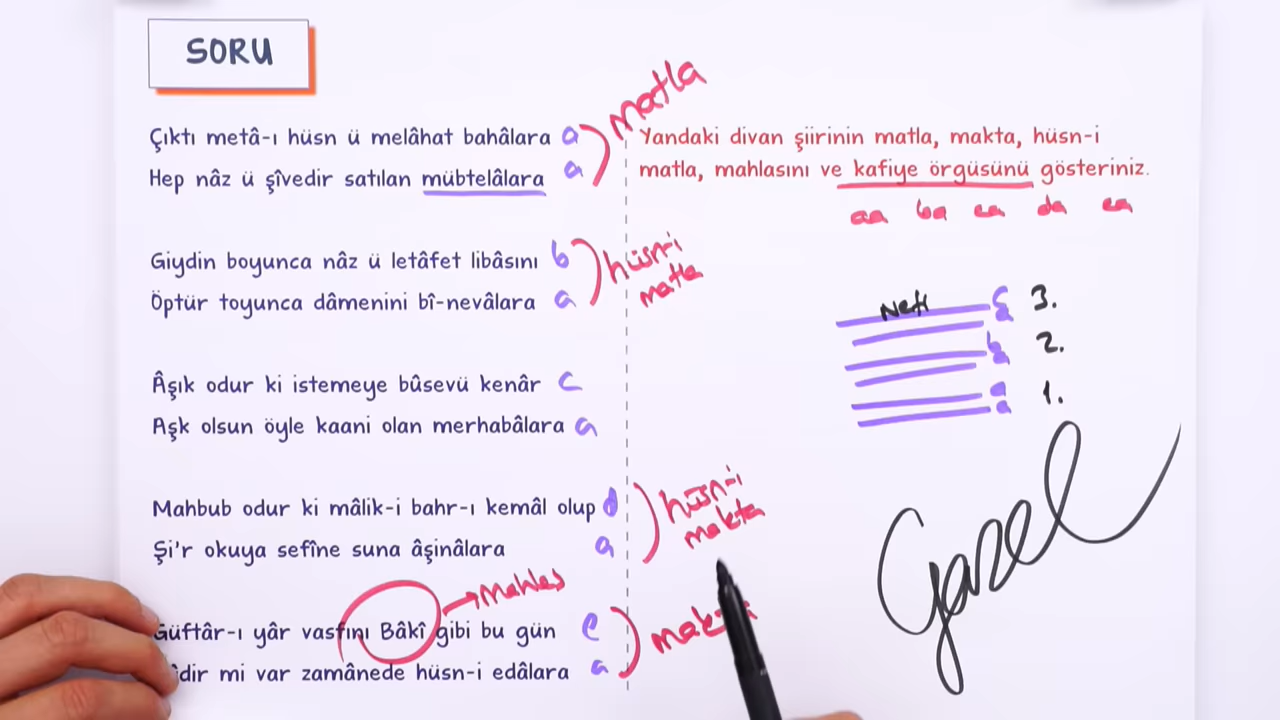 SORU
Çıktı metâ-ı hüsn ü melâhat bahâlara a
Hep nâz ü şîvedir satılan mübtelâlara a
matla
Giydin boyunca nâz ü letâfet libâsını b
Öptür toyunca dâmenini bî-nevâlara a
hüsn-i
matla
Âşık odur ki istemeye bûsevü kenâr c
Aşk olsun öyle kaani olan merhabâlara a
Mahbub odur ki mâlik-i bahr-ı kemâl olup d
Şi'r okuya sefîne suna âşinâlara a
hüsn-i
makta
Mahlas
Güftâr-ı yâr vasfını Bâkî gibi bu gün e
mi var zamânede hüsn-i edâlara a
Yandaki divan şiirinin matla, makta, hüsn-i
matla, mahlasını ve kafiye örgüsünü gösteriniz.
aa ba ca da ea
3.
b
a
2.
a
a
1.
Gazel